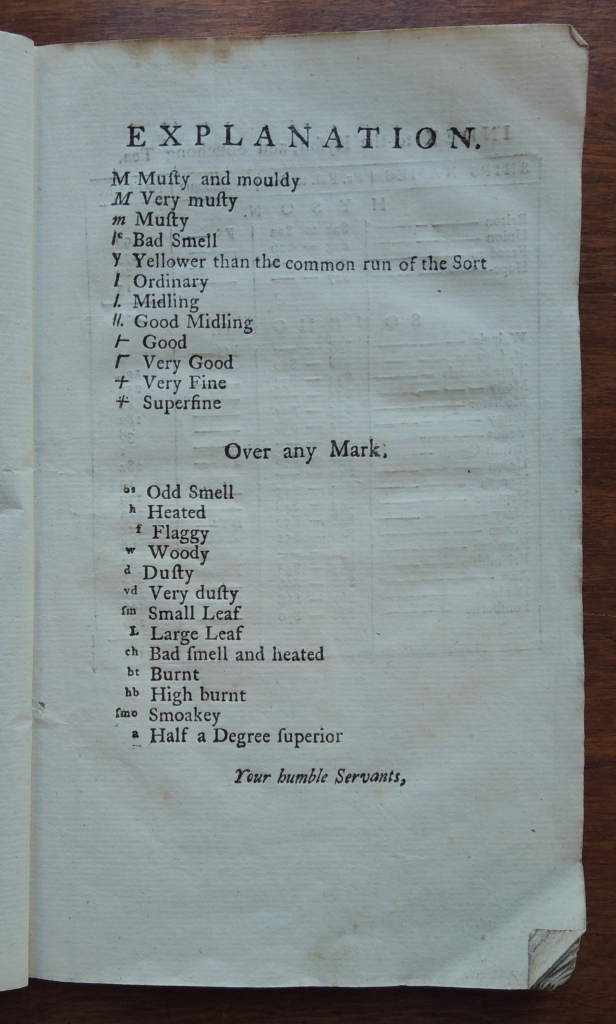 EXPLANATION.
M Muſty and mouldy
M Very muſty
m Muſty
Bad Smell
y Yellower than the common run of the Sort
/ Ordinary
/. Midling
//. Good Midling
⊢ Good
Γ Very Good
+ Very Fine
Superfine
Over any Mark.
os Odd Smell
h Heated
f Flaggy
w Woody
d Duſty
vd Very duſty
ſm Small Leaf
L Large Leaf
ch Bad ſmell and heated
bt Burnt
hb High burnt
ſmo Smoakey
a Half a Degree ſuperior
Your humble Servants,